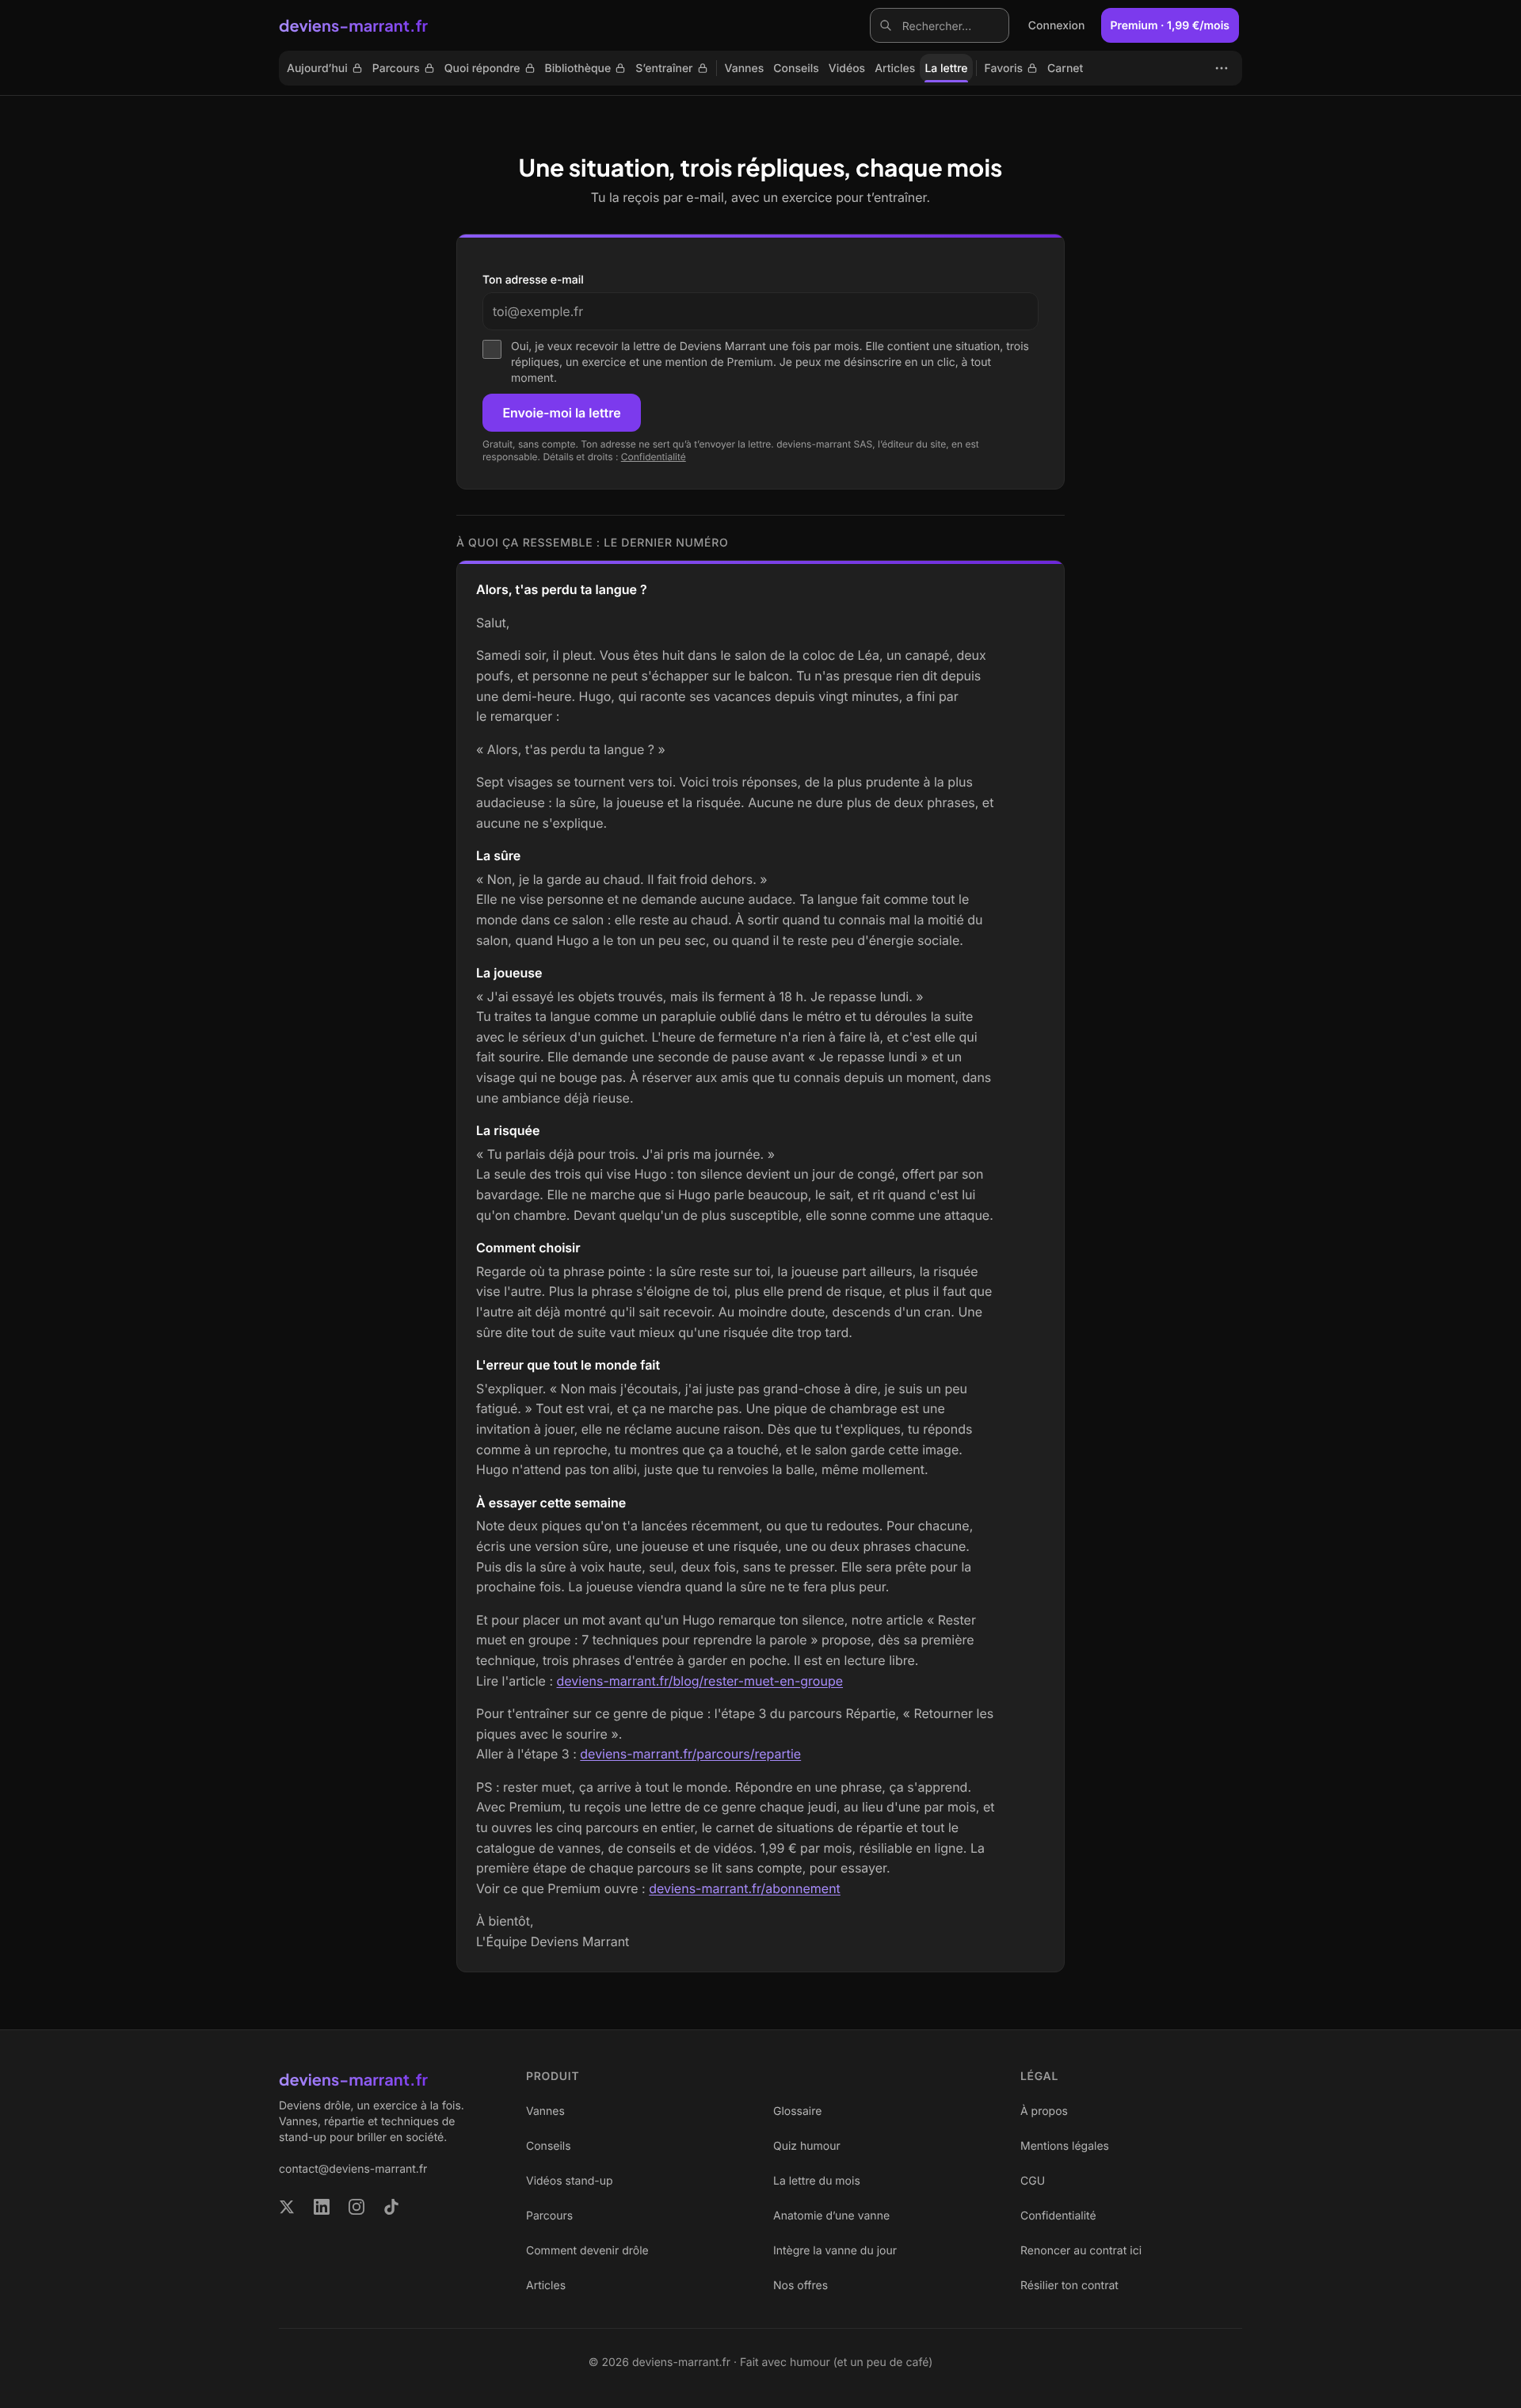 deviens-marrant.fr
Rechercher...
Connexion
Premium · 1,99 €/mois
Aujourd’hui
Parcours
Quoi répondre
Bibliothèque
S’entraîner
Vannes
Conseils
Vidéos
Articles
La lettre
Favoris
Carnet
Une situation, trois répliques, chaque mois
Tu la reçois par e-mail, avec un exercice pour t’entraîner.
Ton adresse e-mail
toi@exemple.fr
Oui, je veux recevoir la lettre de Deviens Marrant une fois par mois. Elle contient une situation, trois
répliques, un exercice et une mention de Premium. Je peux me désinscrire en un clic, à tout
moment.
Envoie-moi la lettre
Gratuit, sans compte. Ton adresse ne sert qu’à t’envoyer la lettre. deviens-marrant SAS, l’éditeur du site, en est
responsable. Détails et droits : Confidentialité
À QUOI ÇA RESSEMBLE : LE DERNIER NUMÉRO
Alors, t'as perdu ta langue ?
Salut,
Samedi soir, il pleut. Vous êtes huit dans le salon de la coloc de Léa, un canapé, deux
poufs, et personne ne peut s'échapper sur le balcon. Tu n'as presque rien dit depuis
une demi-heure. Hugo, qui raconte ses vacances depuis vingt minutes, a fini par
le remarquer :
« Alors, t'as perdu ta langue ? »
Sept visages se tournent vers toi. Voici trois réponses, de la plus prudente à la plus
audacieuse : la sûre, la joueuse et la risquée. Aucune ne dure plus de deux phrases, et
aucune ne s'explique.
La sûre
« Non, je la garde au chaud. Il fait froid dehors. »
Elle ne vise personne et ne demande aucune audace. Ta langue fait comme tout le
monde dans ce salon : elle reste au chaud. À sortir quand tu connais mal la moitié du
salon, quand Hugo a le ton un peu sec, ou quand il te reste peu d'énergie sociale.
La joueuse
« J'ai essayé les objets trouvés, mais ils ferment à 18 h. Je repasse lundi. »
Tu traites ta langue comme un parapluie oublié dans le métro et tu déroules la suite
avec le sérieux d'un guichet. L'heure de fermeture n'a rien à faire là, et c'est elle qui
fait sourire. Elle demande une seconde de pause avant « Je repasse lundi » et un
visage qui ne bouge pas. À réserver aux amis que tu connais depuis un moment, dans
une ambiance déjà rieuse.
La risquée
« Tu parlais déjà pour trois. J'ai pris ma journée. »
La seule des trois qui vise Hugo : ton silence devient un jour de congé, offert par son
bavardage. Elle ne marche que si Hugo parle beaucoup, le sait, et rit quand c'est lui
qu'on chambre. Devant quelqu'un de plus susceptible, elle sonne comme une attaque.
Comment choisir
Regarde où ta phrase pointe : la sûre reste sur toi, la joueuse part ailleurs, la risquée
vise l'autre. Plus la phrase s'éloigne de toi, plus elle prend de risque, et plus il faut que
l'autre ait déjà montré qu'il sait recevoir. Au moindre doute, descends d'un cran. Une
sûre dite tout de suite vaut mieux qu'une risquée dite trop tard.
L'erreur que tout le monde fait
S'expliquer. « Non mais j'écoutais, j'ai juste pas grand-chose à dire, je suis un peu
fatigué. » Tout est vrai, et ça ne marche pas. Une pique de chambrage est une
invitation à jouer, elle ne réclame aucune raison. Dès que tu t'expliques, tu réponds
comme à un reproche, tu montres que ça a touché, et le salon garde cette image.
Hugo n'attend pas ton alibi, juste que tu renvoies la balle, même mollement.
À essayer cette semaine
Note deux piques qu'on t'a lancées récemment, ou que tu redoutes. Pour chacune,
écris une version sûre, une joueuse et une risquée, une ou deux phrases chacune.
Puis dis la sûre à voix haute, seul, deux fois, sans te presser. Elle sera prête pour la
prochaine fois. La joueuse viendra quand la sûre ne te fera plus peur.
Et pour placer un mot avant qu'un Hugo remarque ton silence, notre article « Rester
muet en groupe : 7 techniques pour reprendre la parole » propose, dès sa première
technique, trois phrases d'entrée à garder en poche. Il est en lecture libre.
Lire l'article : deviens-marrant.fr/blog/rester-muet-en-groupe
Pour t'entraîner sur ce genre de pique : l'étape 3 du parcours Répartie, « Retourner les
piques avec le sourire ».
Aller à l'étape 3 : deviens-marrant.fr/parcours/repartie
PS : rester muet, ça arrive à tout le monde. Répondre en une phrase, ça s'apprend.
Avec Premium, tu reçois une lettre de ce genre chaque jeudi, au lieu d'une par mois, et
tu ouvres les cinq parcours en entier, le carnet de situations de répartie et tout le
catalogue de vannes, de conseils et de vidéos. 1,99 € par mois, résiliable en ligne. La
première étape de chaque parcours se lit sans compte, pour essayer.
Voir ce que Premium ouvre : deviens-marrant.fr/abonnement
À bientôt,
L'Équipe Deviens Marrant
deviens-marrant.fr
Deviens drôle, un exercice à la fois.
Vannes, répartie et techniques de
stand-up pour briller en société.
contact@deviens-marrant.fr
PRODUIT
Vannes
Conseils
Vidéos stand-up
Parcours
Comment devenir drôle
Articles
Glossaire
Quiz humour
La lettre du mois
Anatomie d’une vanne
Intègre la vanne du jour
Nos offres
LÉGAL
À propos
Mentions légales
CGU
Confidentialité
Renoncer au contrat ici
Résilier ton contrat
© 2026 deviens-marrant.fr · Fait avec humour (et un peu de café)